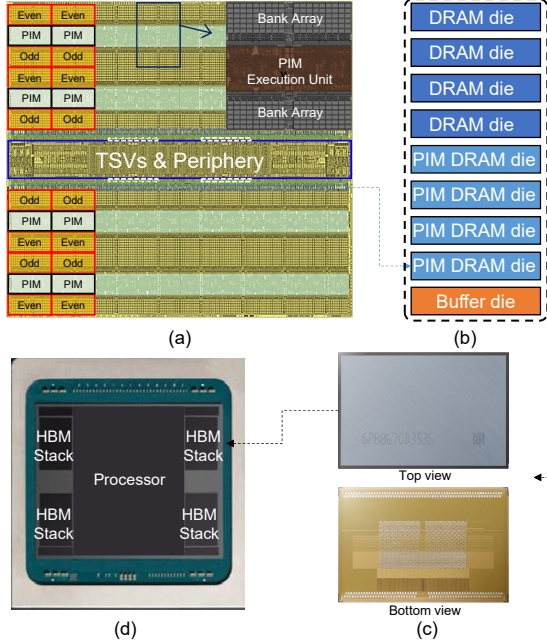 Even Even
PIM PIM
Odd Odd
Even Even
PIM PIM
Odd Odd
Bank Array
PIM
Execution Unit
Bank Array
TSVs & Periphery
Odd Odd
PIM PIM
Even Even
Odd Odd
PIM PIM
Even Even
(a)
DRAM die
DRAM die
DRAM die
DRAM die
PIM DRAM die
PIM DRAM die
PIM DRAM die
PIM DRAM die
Buffer die
(b)
HBM
Stack
HBM
Stack
Processor
HBM
Stack
HBM
Stack
(d)
Top view
Bottom view
(c)